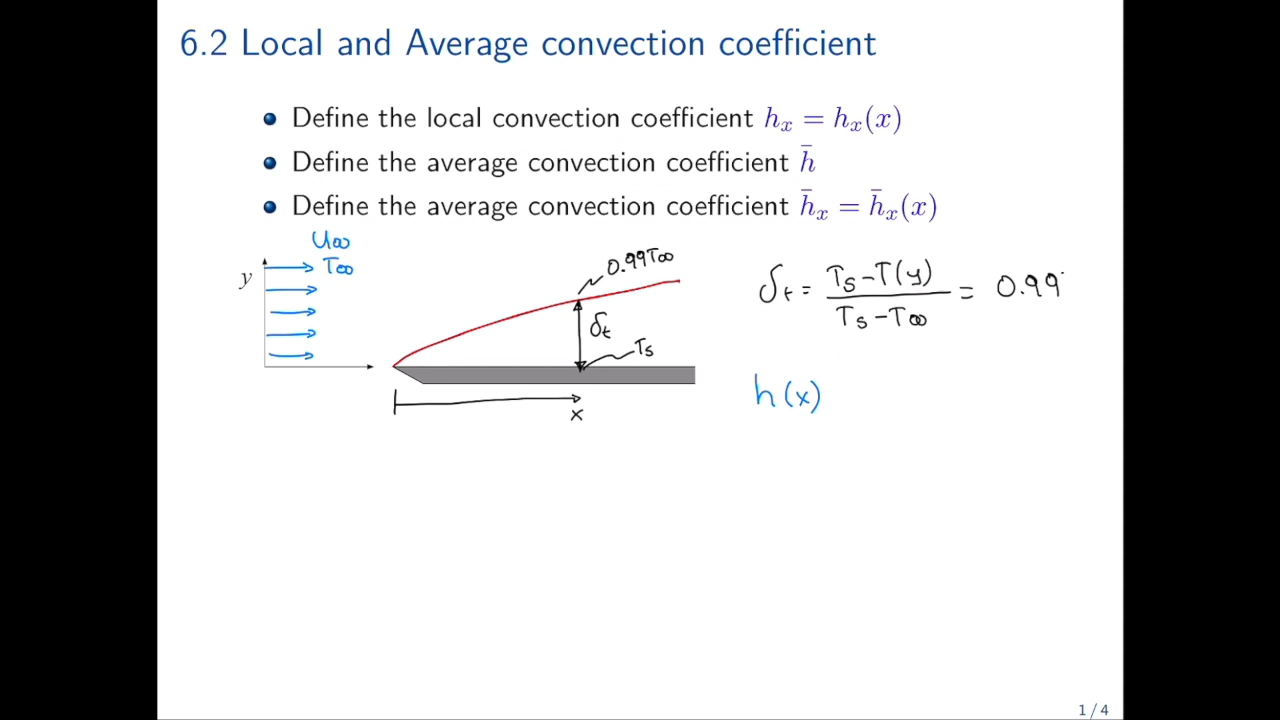 6.2 Local and Average convection coefficient
Define the local convection coefficient hₓ = hₓ(x)
Define the average convection coefficient h̄
Define the average convection coefficient h̄ₓ = h̄ₓ(x)
U∞
T∞
y
0.99T∞
δt
Ts
x
δt = (Ts − T(y)) / (Ts − T∞) = 0.99
h(x)
1 / 4